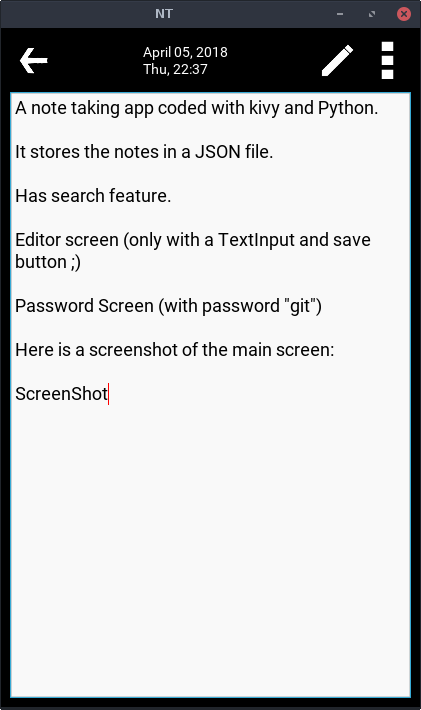 NT
April 05, 2018
Thu, 22:37
A note taking app coded with kivy and Python.
It stores the notes in a JSON file.
Has search feature.
Editor screen (only with a TextInput and save
button ;)
Password Screen (with password "git")
Here is a screenshot of the main screen:
ScreenShot